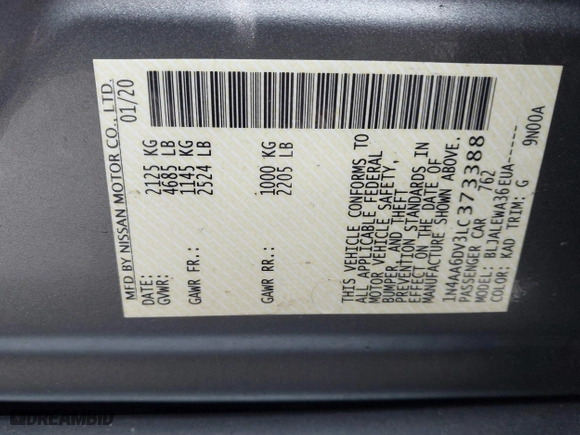 MFD BY NISSAN MOTOR CO., LTD.
DATE: 01/20
GVWR: 2125 KG
4685 LB
GAWR FR.: 1145 KG
2524 LB
GAWR RR.: 1000 KG
2205 LB
THIS VEHICLE CONFORMS TO
ALL APPLICABLE FEDERAL
MOTOR VEHICLE SAFETY,
BUMPER, AND THEFT
PREVENTION STANDARDS IN
EFFECT ON THE DATE OF
MANUFACTURE SHOWN ABOVE.
1N4AA6DV3LC373388
PASSENGER CAR 762
MODEL: BLJALEWA36EUA------
COLOR: KAD TRIM: G 9N00A
DREAMBID